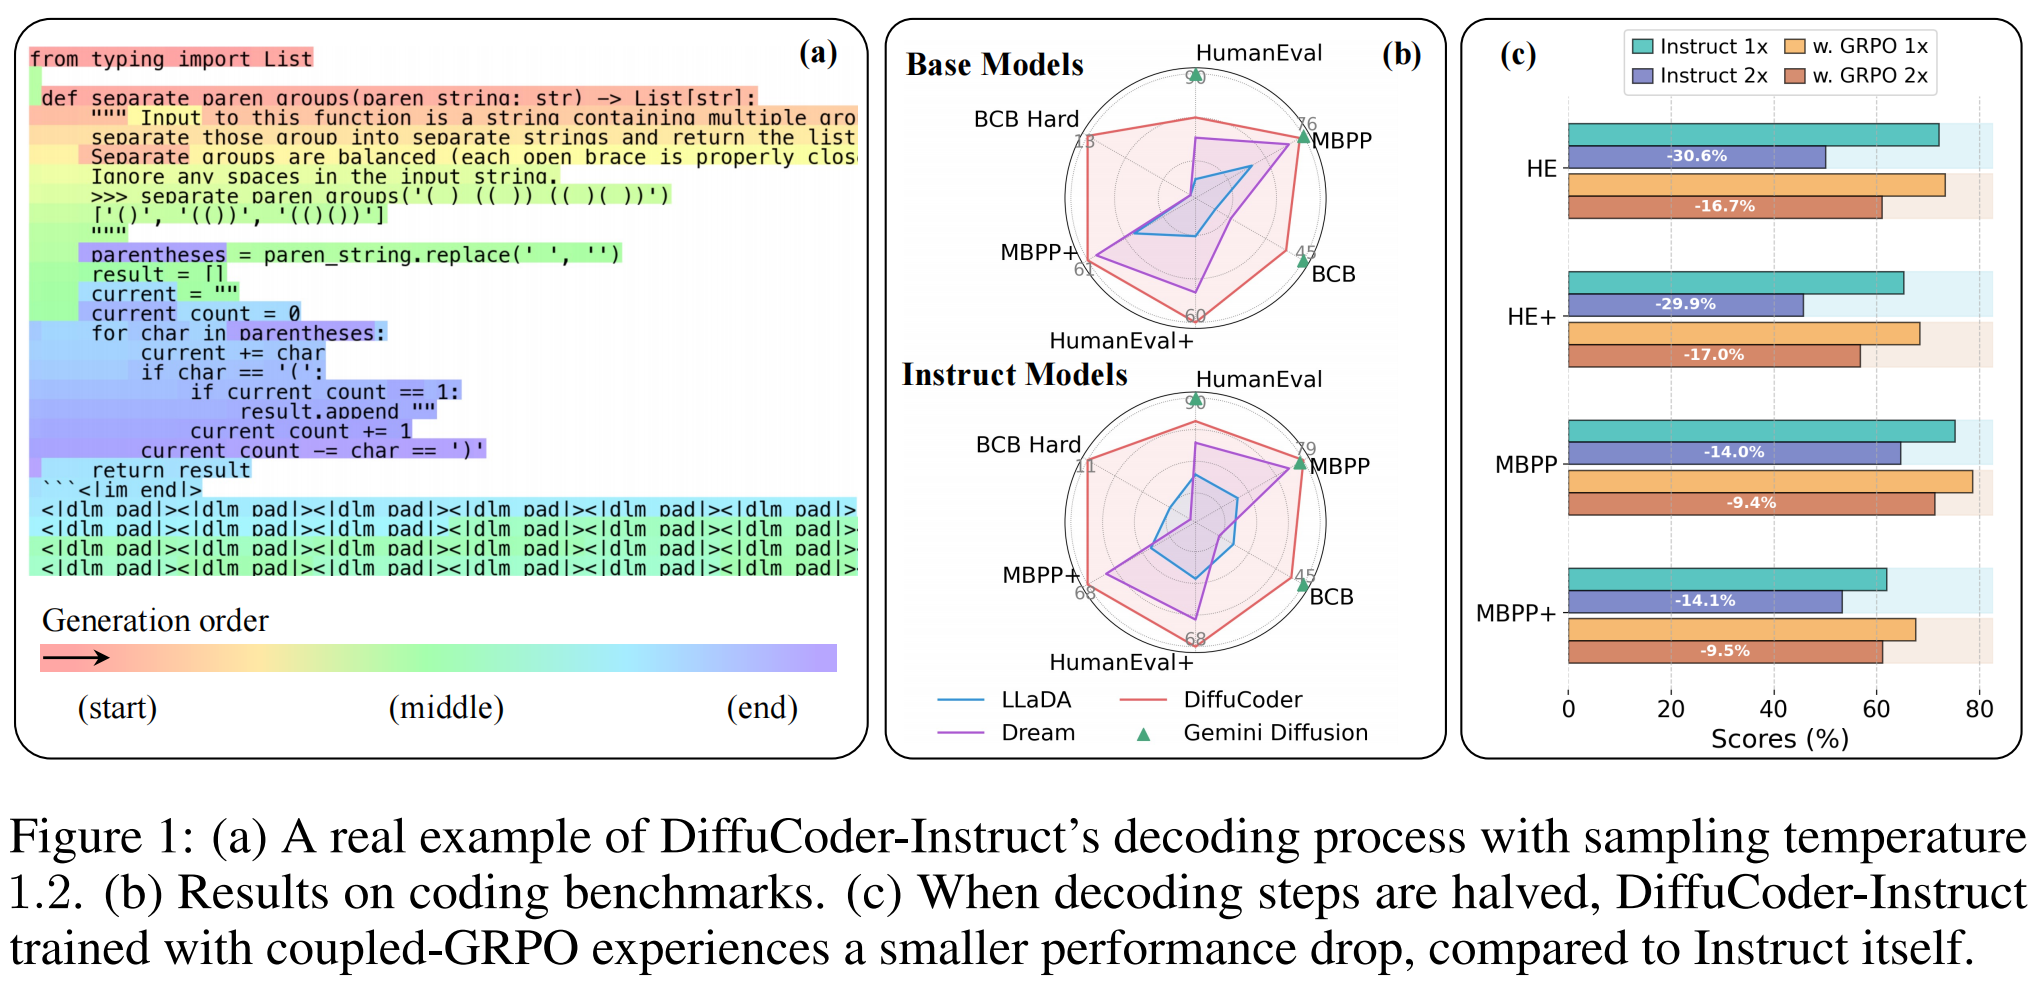 (a)
from typing import List
def separate_paren_groups(paren_string: str) -> List[str]:
""" Input to this function is a string containing multiple gro
separate those group into separate strings and return the list
Separate groups are balanced (each open brace is properly clos
Ignore any spaces in the input string.
>>> separate_paren_groups('( ) (( )) (( )( ))')
['()', '(())', '(()())']
"""
parentheses = paren_string.replace(' ', '')
result = []
current = ""
current_count = 0
for char in parentheses:
current += char
if char == '(':
if current_count == 1:
result.append ""
current_count += 1
current_count -= char == ')'
return result
```<|im_end|>
<|dlm_pad|><|dlm_pad|><|dlm_pad|><|dlm_pad|><|dlm_pad|><|dlm_pad|>
<|dlm_pad|><|dlm_pad|><|dlm_pad|><|dlm_pad|><|dlm_pad|><|dlm_pad|>
<|dlm_pad|><|dlm_pad|><|dlm_pad|><|dlm_pad|><|dlm_pad|><|dlm_pad|>
<|dlm_pad|><|dlm_pad|><|dlm_pad|><|dlm_pad|><|dlm_pad|><|dlm_pad|>
Generation order
(start) (middle) (end)
(b)
Base Models
HumanEval
90
BCB Hard
13
76
MBPP
MBPP+
61
45
BCB
60
HumanEval+
Instruct Models
HumanEval
90
BCB Hard
11
79
MBPP
MBPP+
68
45
BCB
68
HumanEval+
LLaDA
DiffuCoder
Dream
Gemini Diffusion
(c)
Instruct 1x
w. GRPO 1x
Instruct 2x
w. GRPO 2x
HE
-30.6%
-16.7%
HE+
-29.9%
-17.0%
MBPP
-14.0%
-9.4%
MBPP+
-14.1%
-9.5%
0 20 40 60 80
Scores (%)
Figure 1: (a) A real example of DiffuCoder-Instruct’s decoding process with sampling temperature
1.2. (b) Results on coding benchmarks. (c) When decoding steps are halved, DiffuCoder-Instruct
trained with coupled-GRPO experiences a smaller performance drop, compared to Instruct itself.